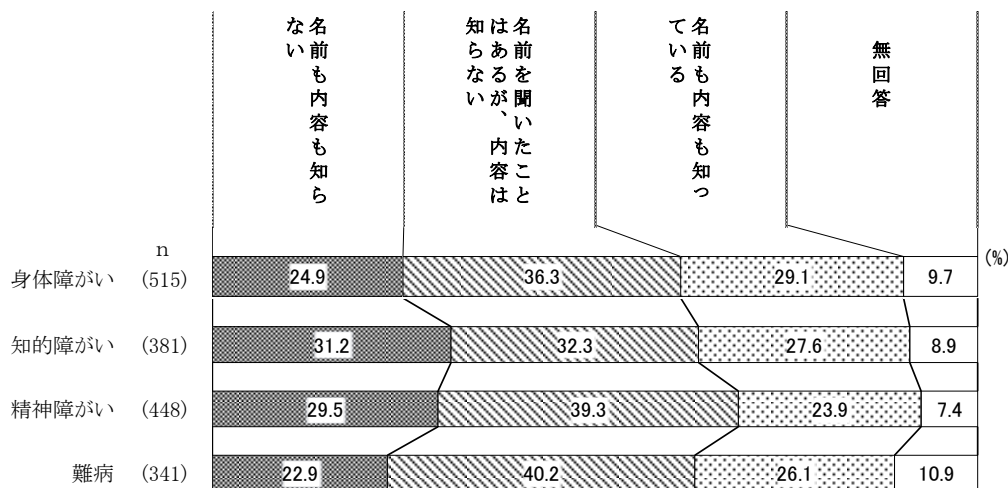 名前も内容も知ら
ない
名前を聞いたこと
はあるが、内容は
知らない
名前も内容も知っ
ている
無回答
n
(%)
身体障がい (515) 24.9 36.3 29.1 9.7
知的障がい (381) 31.2 32.3 27.6 8.9
精神障がい (448) 29.5 39.3 23.9 7.4
難病 (341) 22.9 40.2 26.1 10.9